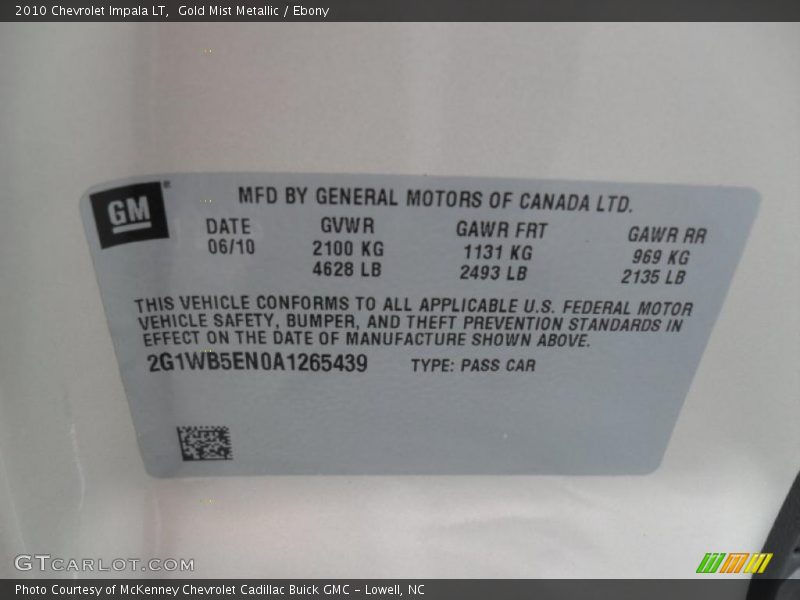 2010 Chevrolet Impala LT, Gold Mist Metallic / Ebony
GM
MFD BY GENERAL MOTORS OF CANADA LTD.
DATE GVWR GAWR FRT GAWR RR
06/10 2100 KG 1131 KG 969 KG
4628 LB 2493 LB 2135 LB
THIS VEHICLE CONFORMS TO ALL APPLICABLE U.S. FEDERAL MOTOR
VEHICLE SAFETY, BUMPER, AND THEFT PREVENTION STANDARDS IN
EFFECT ON THE DATE OF MANUFACTURE SHOWN ABOVE.
2G1WB5EN0A1265439 TYPE: PASS CAR
GTCARLOT.COM
Photo Courtesy of McKenney Chevrolet Cadillac Buick GMC - Lowell, NC